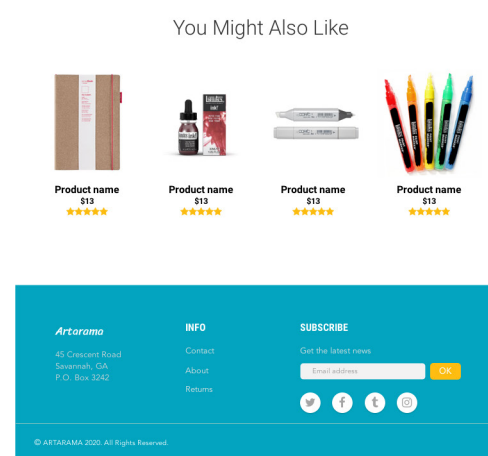 You Might Also Like
Product name
$13
Product name
$13
Product name
$13
Product name
$13
Artarama
45 Crescent Road
Savannah, GA
P.O. Box 3242
INFO
Contact
About
Returns
SUBSCRIBE
Get the latest news
Email address
OK
© ARTARAMA 2020. All Rights Reserved.